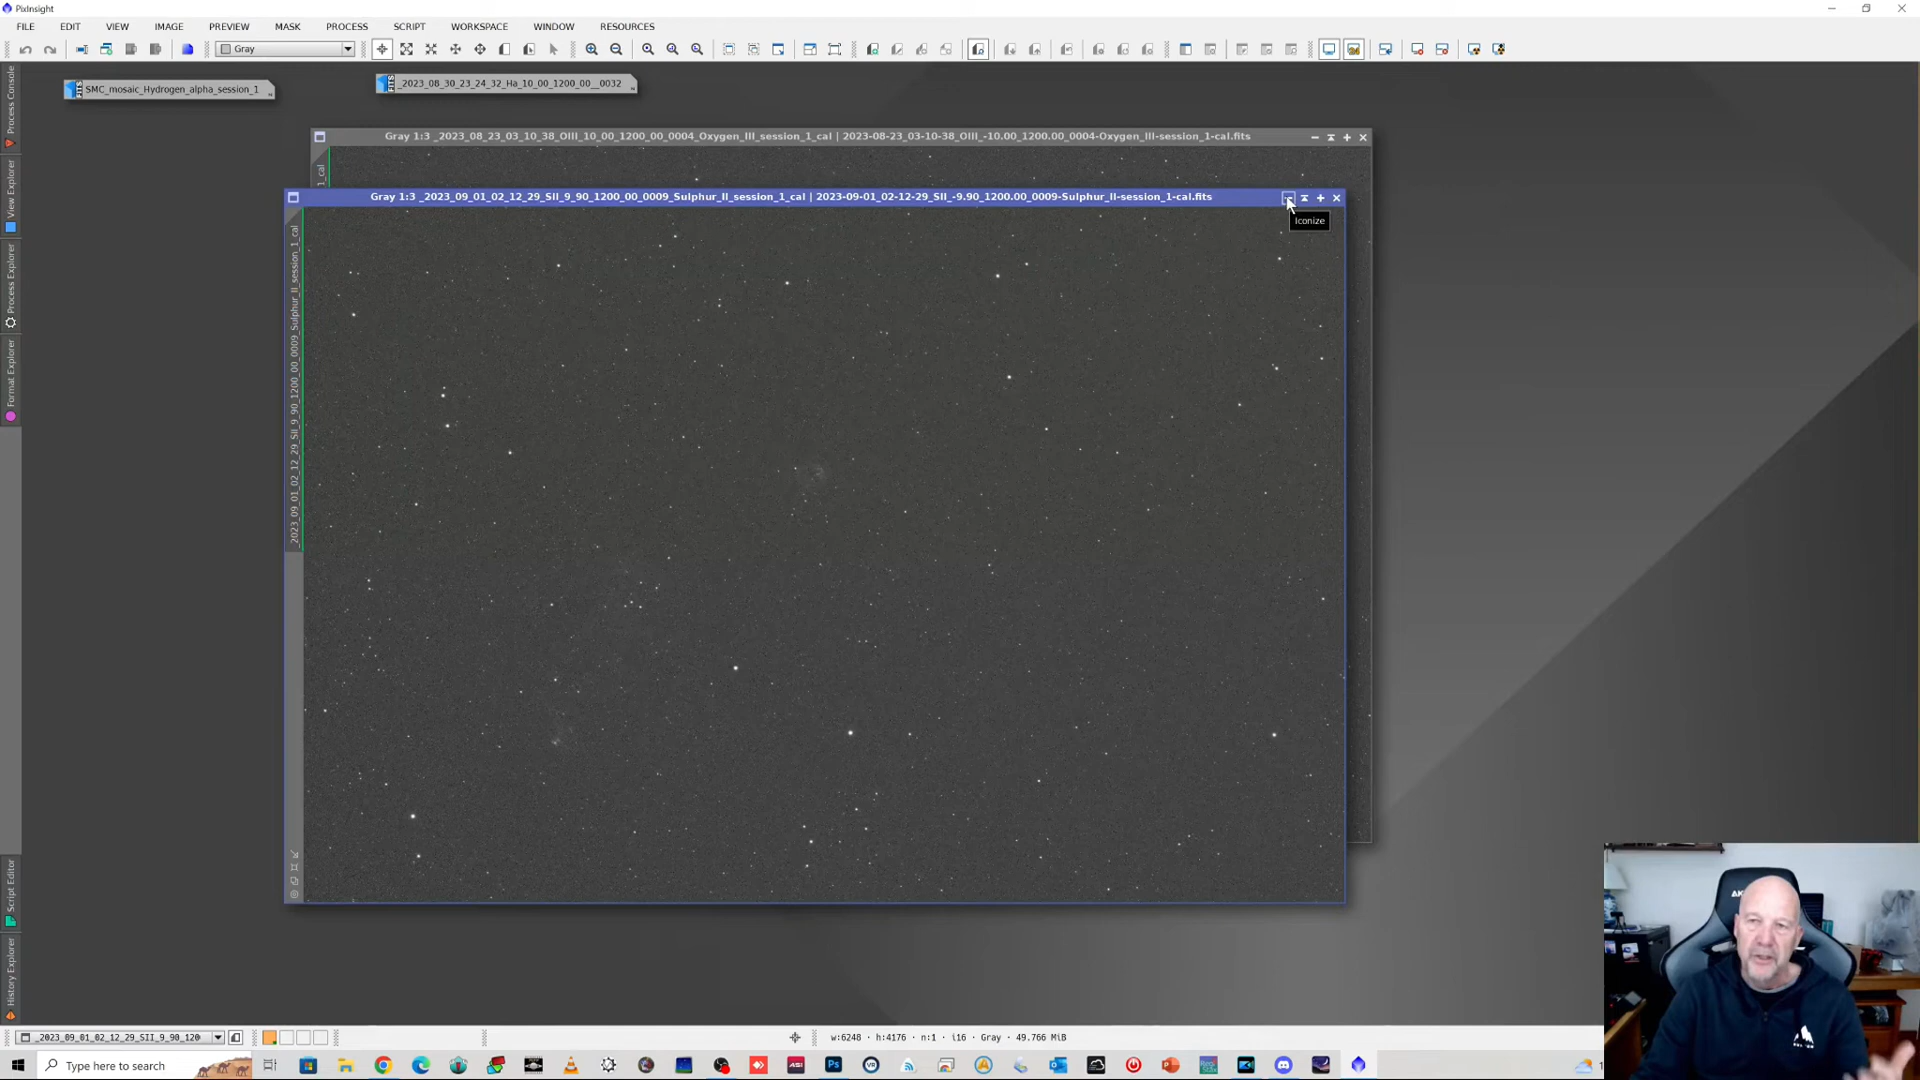 PixInsight
FILE EDIT VIEW IMAGE PREVIEW MASK PROCESS SCRIPT WORKSPACE WINDOW RESOURCES
Gray
Process Console
View Explorer
Process Explorer
Format Explorer
Script Editor
History Explorer
SMC_mosaic_Hydrogen_alpha_session_1
_2023_08_30_23_24_32_Ha_10_00_1200_00__0032
Gray 1:3 _2023_08_23_03_10_38_OIII_10_00_1200_00_0004_Oxygen_III_session_1_cal | 2023-08-23_03-10-38_OIII_-10.00_1200.00_0004-Oxygen_III-session_1-cal.fits
1_cal
Gray 1:3 _2023_09_01_02_12_29_SII_9_90_1200_00_0009_Sulphur_II_session_1_cal | 2023-09-01_02-12-29_SII_-9.90_1200.00_0009-Sulphur_II-session_1-cal.fits
Iconize
_2023_09_01_02_12_29_SII_9_90_1200_00_0009_Sulphur_II_session_1_cal
_2023_09_01_02_12_29_SII_9_90_120
w:6248 · h:4176 · n:1 · i16 · Gray · 49.766 MiB
Type here to search
Ps